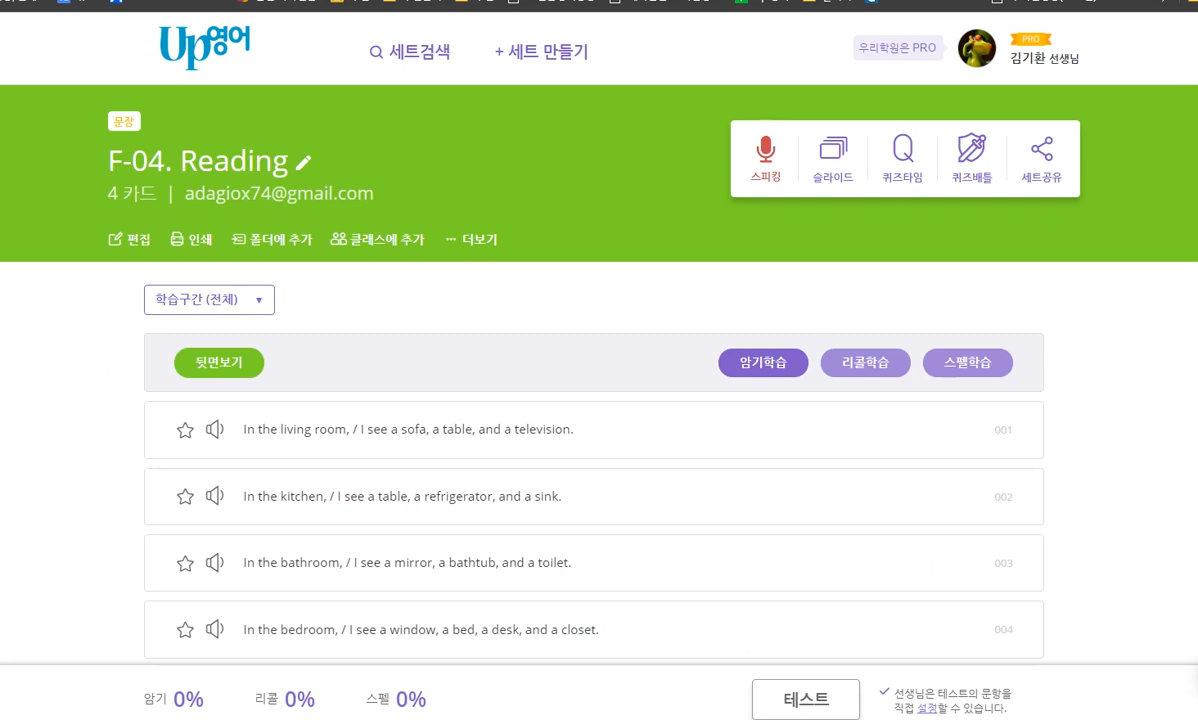 Up영어
세트검색
+ 세트 만들기
우리학원은 PRO
PRO
김기환 선생님
문장
F-04. Reading
4 카드 | adagiox74@gmail.com
스피킹
슬라이드
퀴즈타임
퀴즈배틀
세트공유
편집
인쇄
폴더에 추가
클래스에 추가
··· 더보기
학습구간 (전체) ▼
뒷면보기
암기학습
리콜학습
스펠학습
In the living room, / I see a sofa, a table, and a television.
001
In the kitchen, / I see a table, a refrigerator, and a sink.
002
In the bathroom, / I see a mirror, a bathtub, and a toilet.
003
In the bedroom, / I see a window, a bed, a desk, and a closet.
004
암기 0%
리콜 0%
스펠 0%
테스트
선생님은 테스트의 문항을
직접 설정할 수 있습니다.